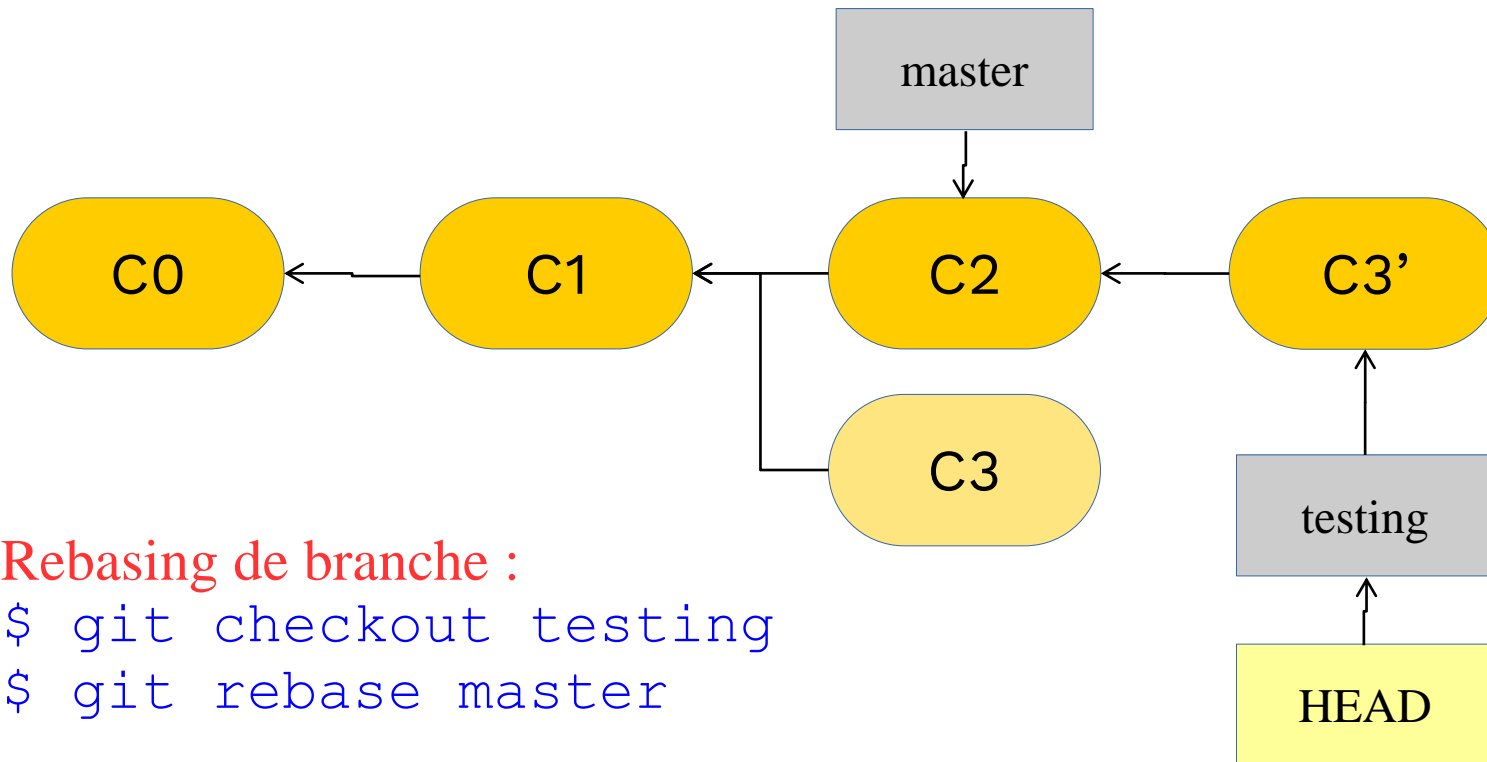 master
C0
C1
C2
C3’
C3
testing
Rebasing de branche :
$ git checkout testing
$ git rebase master
HEAD